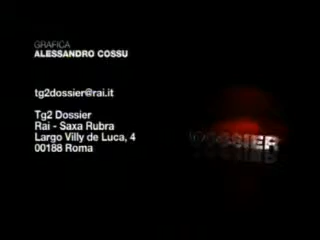 GRAFICA
ALESSANDRO COSSU
tg2dossier@rai.it
Tg2 Dossier
Rai - Saxa Rubra
Largo Villy de Luca, 4
00188 Roma
DOSSIER